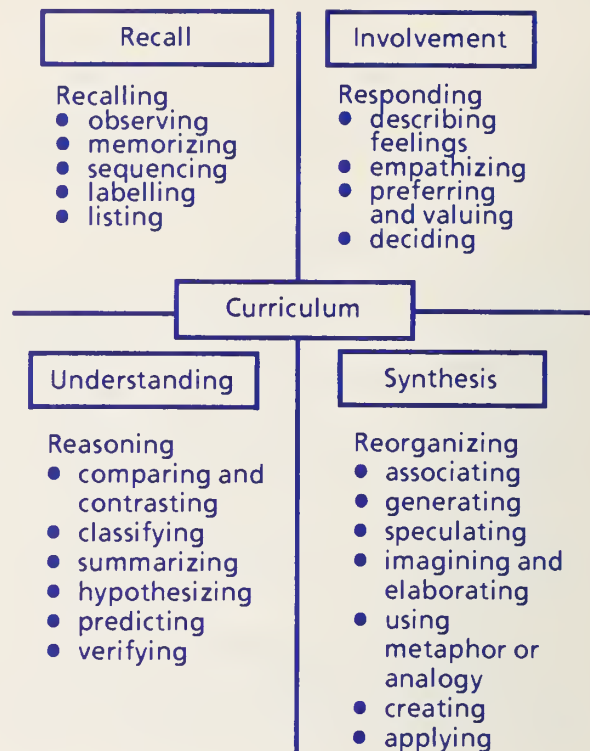 Recall
Recalling
● observing
● memorizing
● sequencing
● labelling
● listing
Involvement
Responding
● describing
feelings
● empathizing
● preferring
and valuing
● deciding
Curriculum
Understanding
Reasoning
● comparing and
contrasting
● classifying
● summarizing
● hypothesizing
● predicting
● verifying
Synthesis
Reorganizing
● associating
● generating
● speculating
● imagining and
elaborating
● using
metaphor or
analogy
● creating
● applying